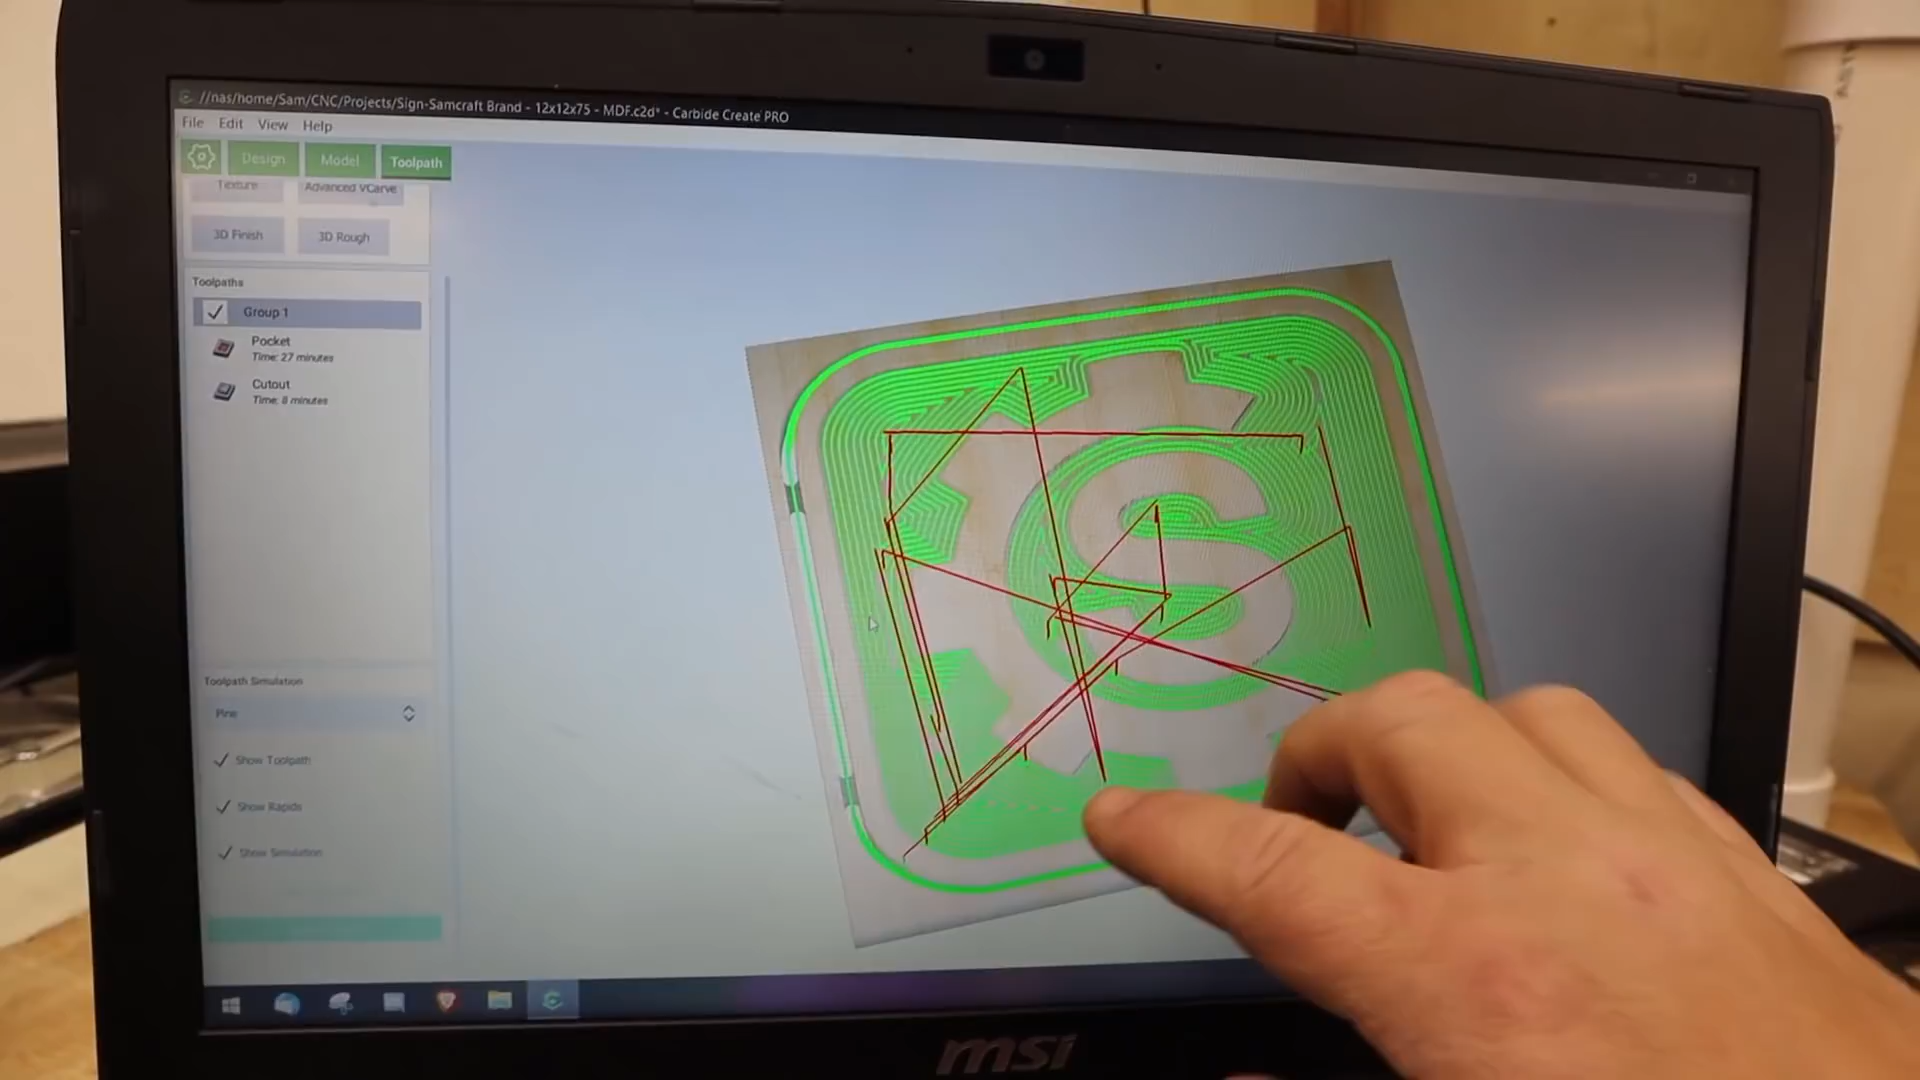 //nas/home/Sam/CNC/Projects/Sign-Samcraft Brand - 12x12x75 - MDF.c2d* - Carbide Create PRO
File Edit View Help
Design Model Toolpath
Texture Advanced VCarve
3D Finish 3D Rough
Toolpaths
Group 1
Pocket
Time: 27 minutes
Cutout
Time: 8 minutes
Toolpath Simulation
Pine
Show Toolpath
Show Rapids
Show Simulation
S
msi